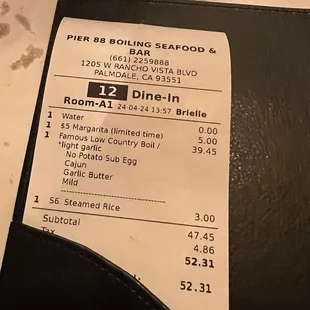 PIER 88 BOILING SEAFOOD &
BAR
(661) 2259888
1205 W RANCHO VISTA BLVD
PALMDALE, CA 93551
12 Dine-In
Room-A1 24-04-24 13:57 Brielle
1 Water 0.00
1 $5 Margarita (limited time) 5.00
1 Famous Low Country Boil / 39.45
*light garlic
No Potato Sub Egg
Cajun
Garlic Butter
Mild
1 S6. Steamed Rice 3.00
Subtotal 47.45
Tax 4.86
52.31
52.31